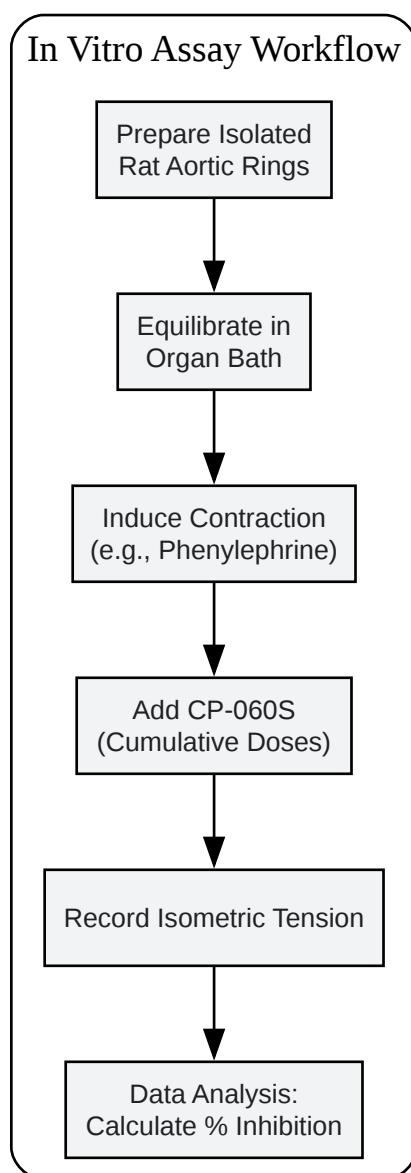 In Vitro Assay Workflow
Prepare Isolated
Rat Aortic Rings
Equilibrate in
Organ Bath
Induce Contraction
(e.g., Phenylephrine)
Add CP-060S
(Cumulative Doses)
Record Isometric Tension
Data Analysis:
Calculate % Inhibition